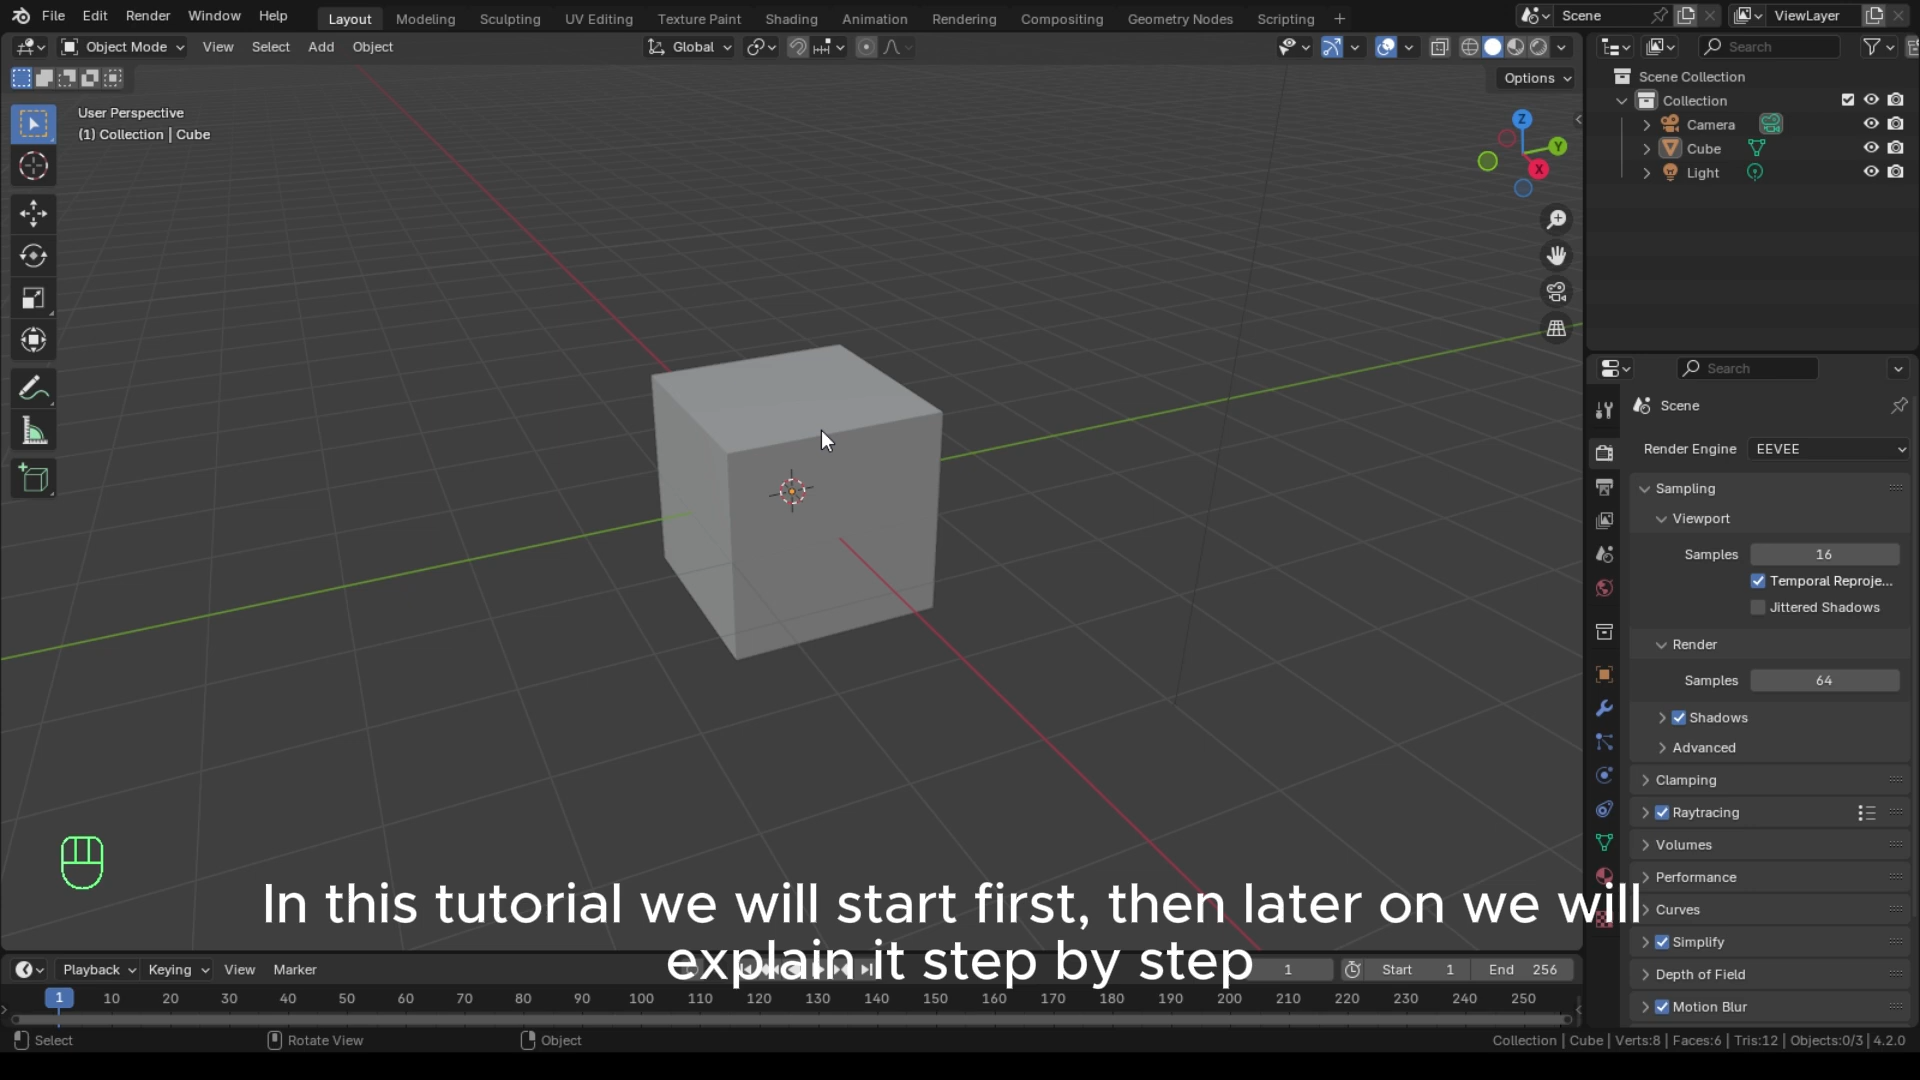 File Edit Render Window Help Layout Modeling Sculpting UV Editing Texture Paint Shading Animation Rendering Compositing Geometry Nodes Scripting + Scene ViewLayer
Object Mode View Select Add Object Global Search
Options
User Perspective
(1) Collection | Cube
Z
Y
X
Scene Collection
Collection
Camera
Cube
Light
Search
Scene
Render Engine EEVEE
Sampling
Viewport
Samples 16
Temporal Reproje...
Jittered Shadows
Render
Samples 64
Shadows
Advanced
Clamping
Raytracing
Volumes
Performance
Curves
Simplify
Depth of Field
Motion Blur
In this tutorial we will start first, then later on we will
explain it step by step
Playback Keying View Marker 1 Start 1 End 256
1 10 20 30 40 50 60 70 80 90 100 110 120 130 140 150 160 170 180 190 200 210 220 230 240 250
Select Rotate View Object Collection | Cube | Verts:8 | Faces:6 | Tris:12 | Objects:0/3 | 4.2.0